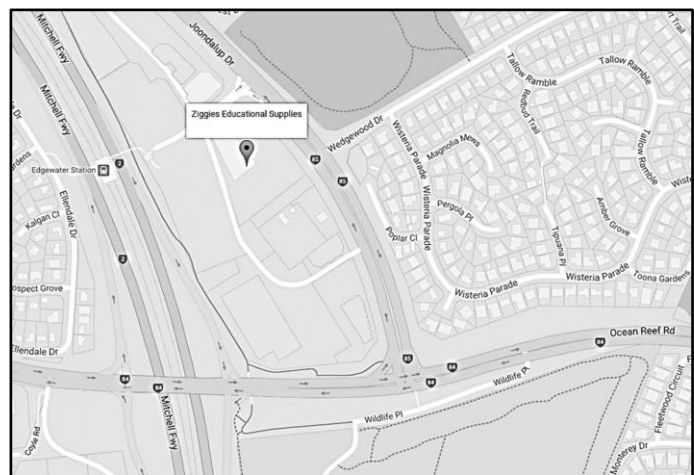 Mitchell Fwy
Joondalup Dr
Mitchell Fwy
Ziggies Educational Supplies
Edgewater Station
2
85
85
Wedgewood Dr
Tallow Ramble
Tallow Ramble
Redbud Trail
Tallow Ramble
Wisteria Parade
Magnolia Mews
Wisteria Parade
Pergola Pl
Poplar Cl
Amber Grove
Tipuana Pl
Wisteria Parade
Toona Gardens
Wisteria Parade
Ellendale Dr
Kalgan Cl
2
Ellendale Dr
Ocean Reef Rd
84
85
84
84
84
84
Mitchell Fwy
Wildlife Pl
Wildlife Pl
Coyle Rd
Fleetwood Circuit
Monterey Dr